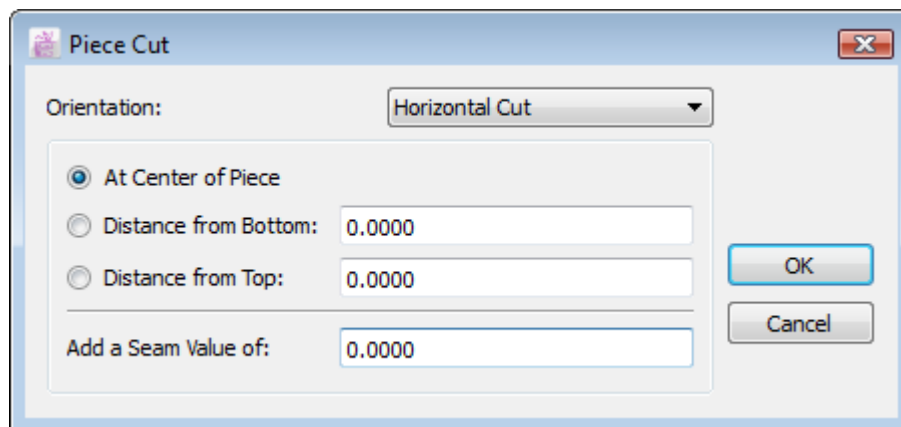 Piece Cut
Orientation: Horizontal Cut
At Center of Piece
Distance from Bottom: 0.0000
Distance from Top: 0.0000
OK
Cancel
Add a Seam Value of: 0.0000